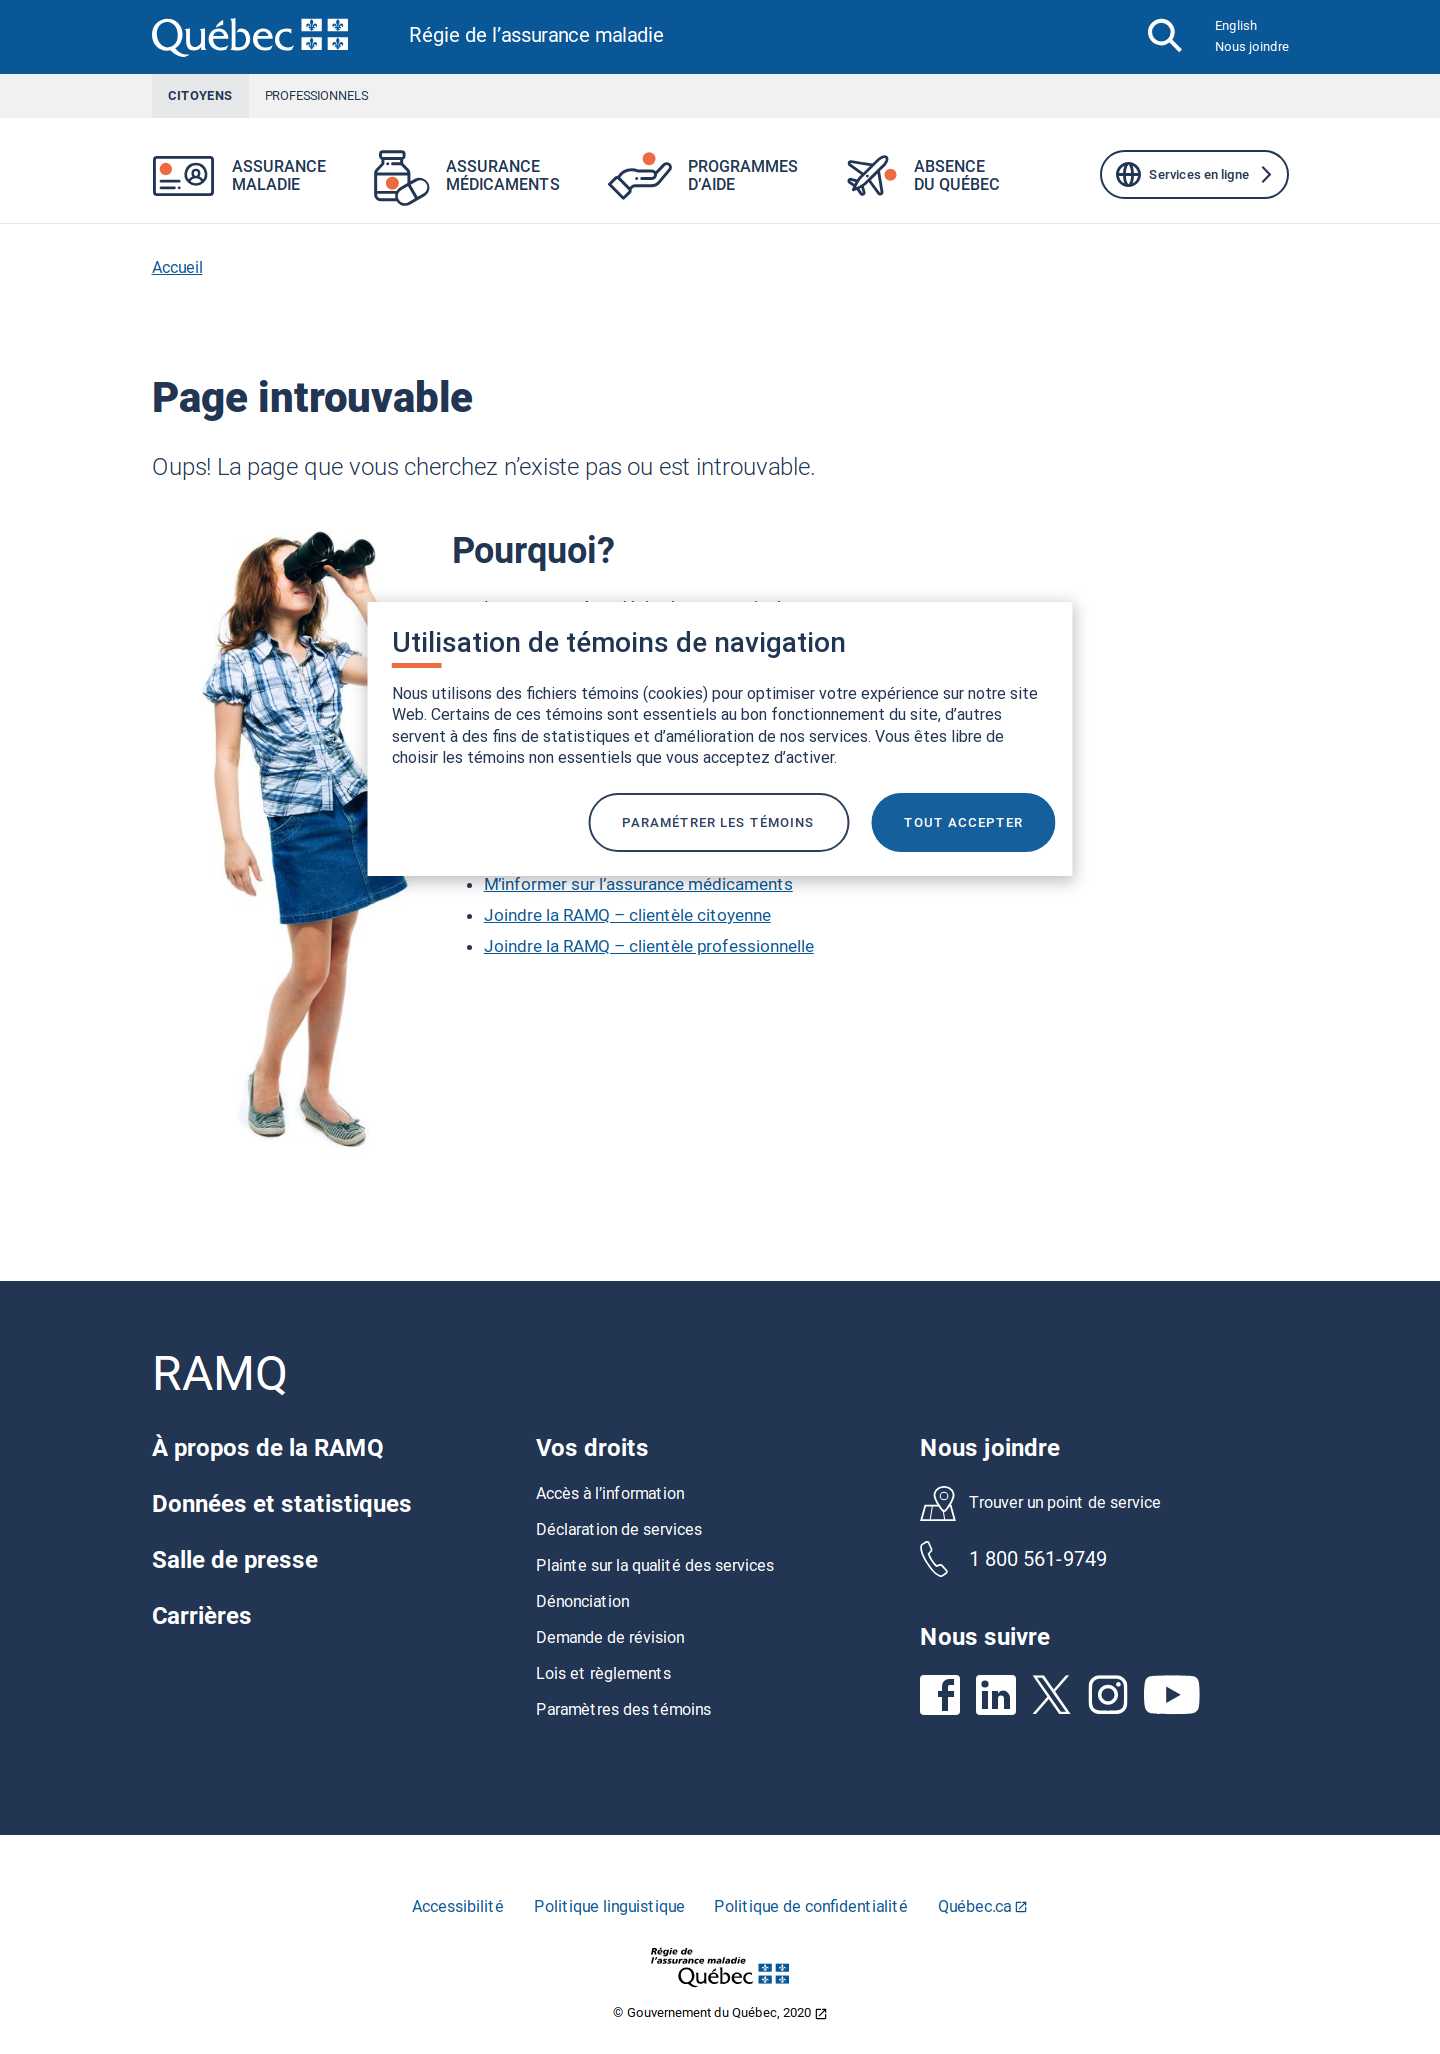 Québec
Régie de l’assurance maladie
English
Nous joindre
CITOYENS
PROFESSIONNELS
ASSURANCE
MALADIE
ASSURANCE
MÉDICAMENTS
PROGRAMMES
D’AIDE
ABSENCE
DU QUÉBEC
Services en ligne
Accueil
Page introuvable
Oups! La page que vous cherchez n’existe pas ou est introuvable.
Pourquoi?
Utilisation de témoins de navigation
Nous utilisons des fichiers témoins (cookies) pour optimiser votre expérience sur notre site
Web. Certains de ces témoins sont essentiels au bon fonctionnement du site, d’autres
servent à des fins de statistiques et d’amélioration de nos services. Vous êtes libre de
choisir les témoins non essentiels que vous acceptez d’activer.
PARAMÉTRER LES TÉMOINS
TOUT ACCEPTER
M’informer sur l’assurance médicaments
Joindre la RAMQ – clientèle citoyenne
Joindre la RAMQ – clientèle professionnelle
RAMQ
À propos de la RAMQ
Données et statistiques
Salle de presse
Carrières
Vos droits
Accès à l’information
Déclaration de services
Plainte sur la qualité des services
Dénonciation
Demande de révision
Lois et règlements
Paramètres des témoins
Nous joindre
Trouver un point de service
1 800 561-9749
Nous suivre
Accessibilité
Politique linguistique
Politique de confidentialité
Québec.ca
Régie de
l’assurance maladie
Québec
© Gouvernement du Québec, 2020